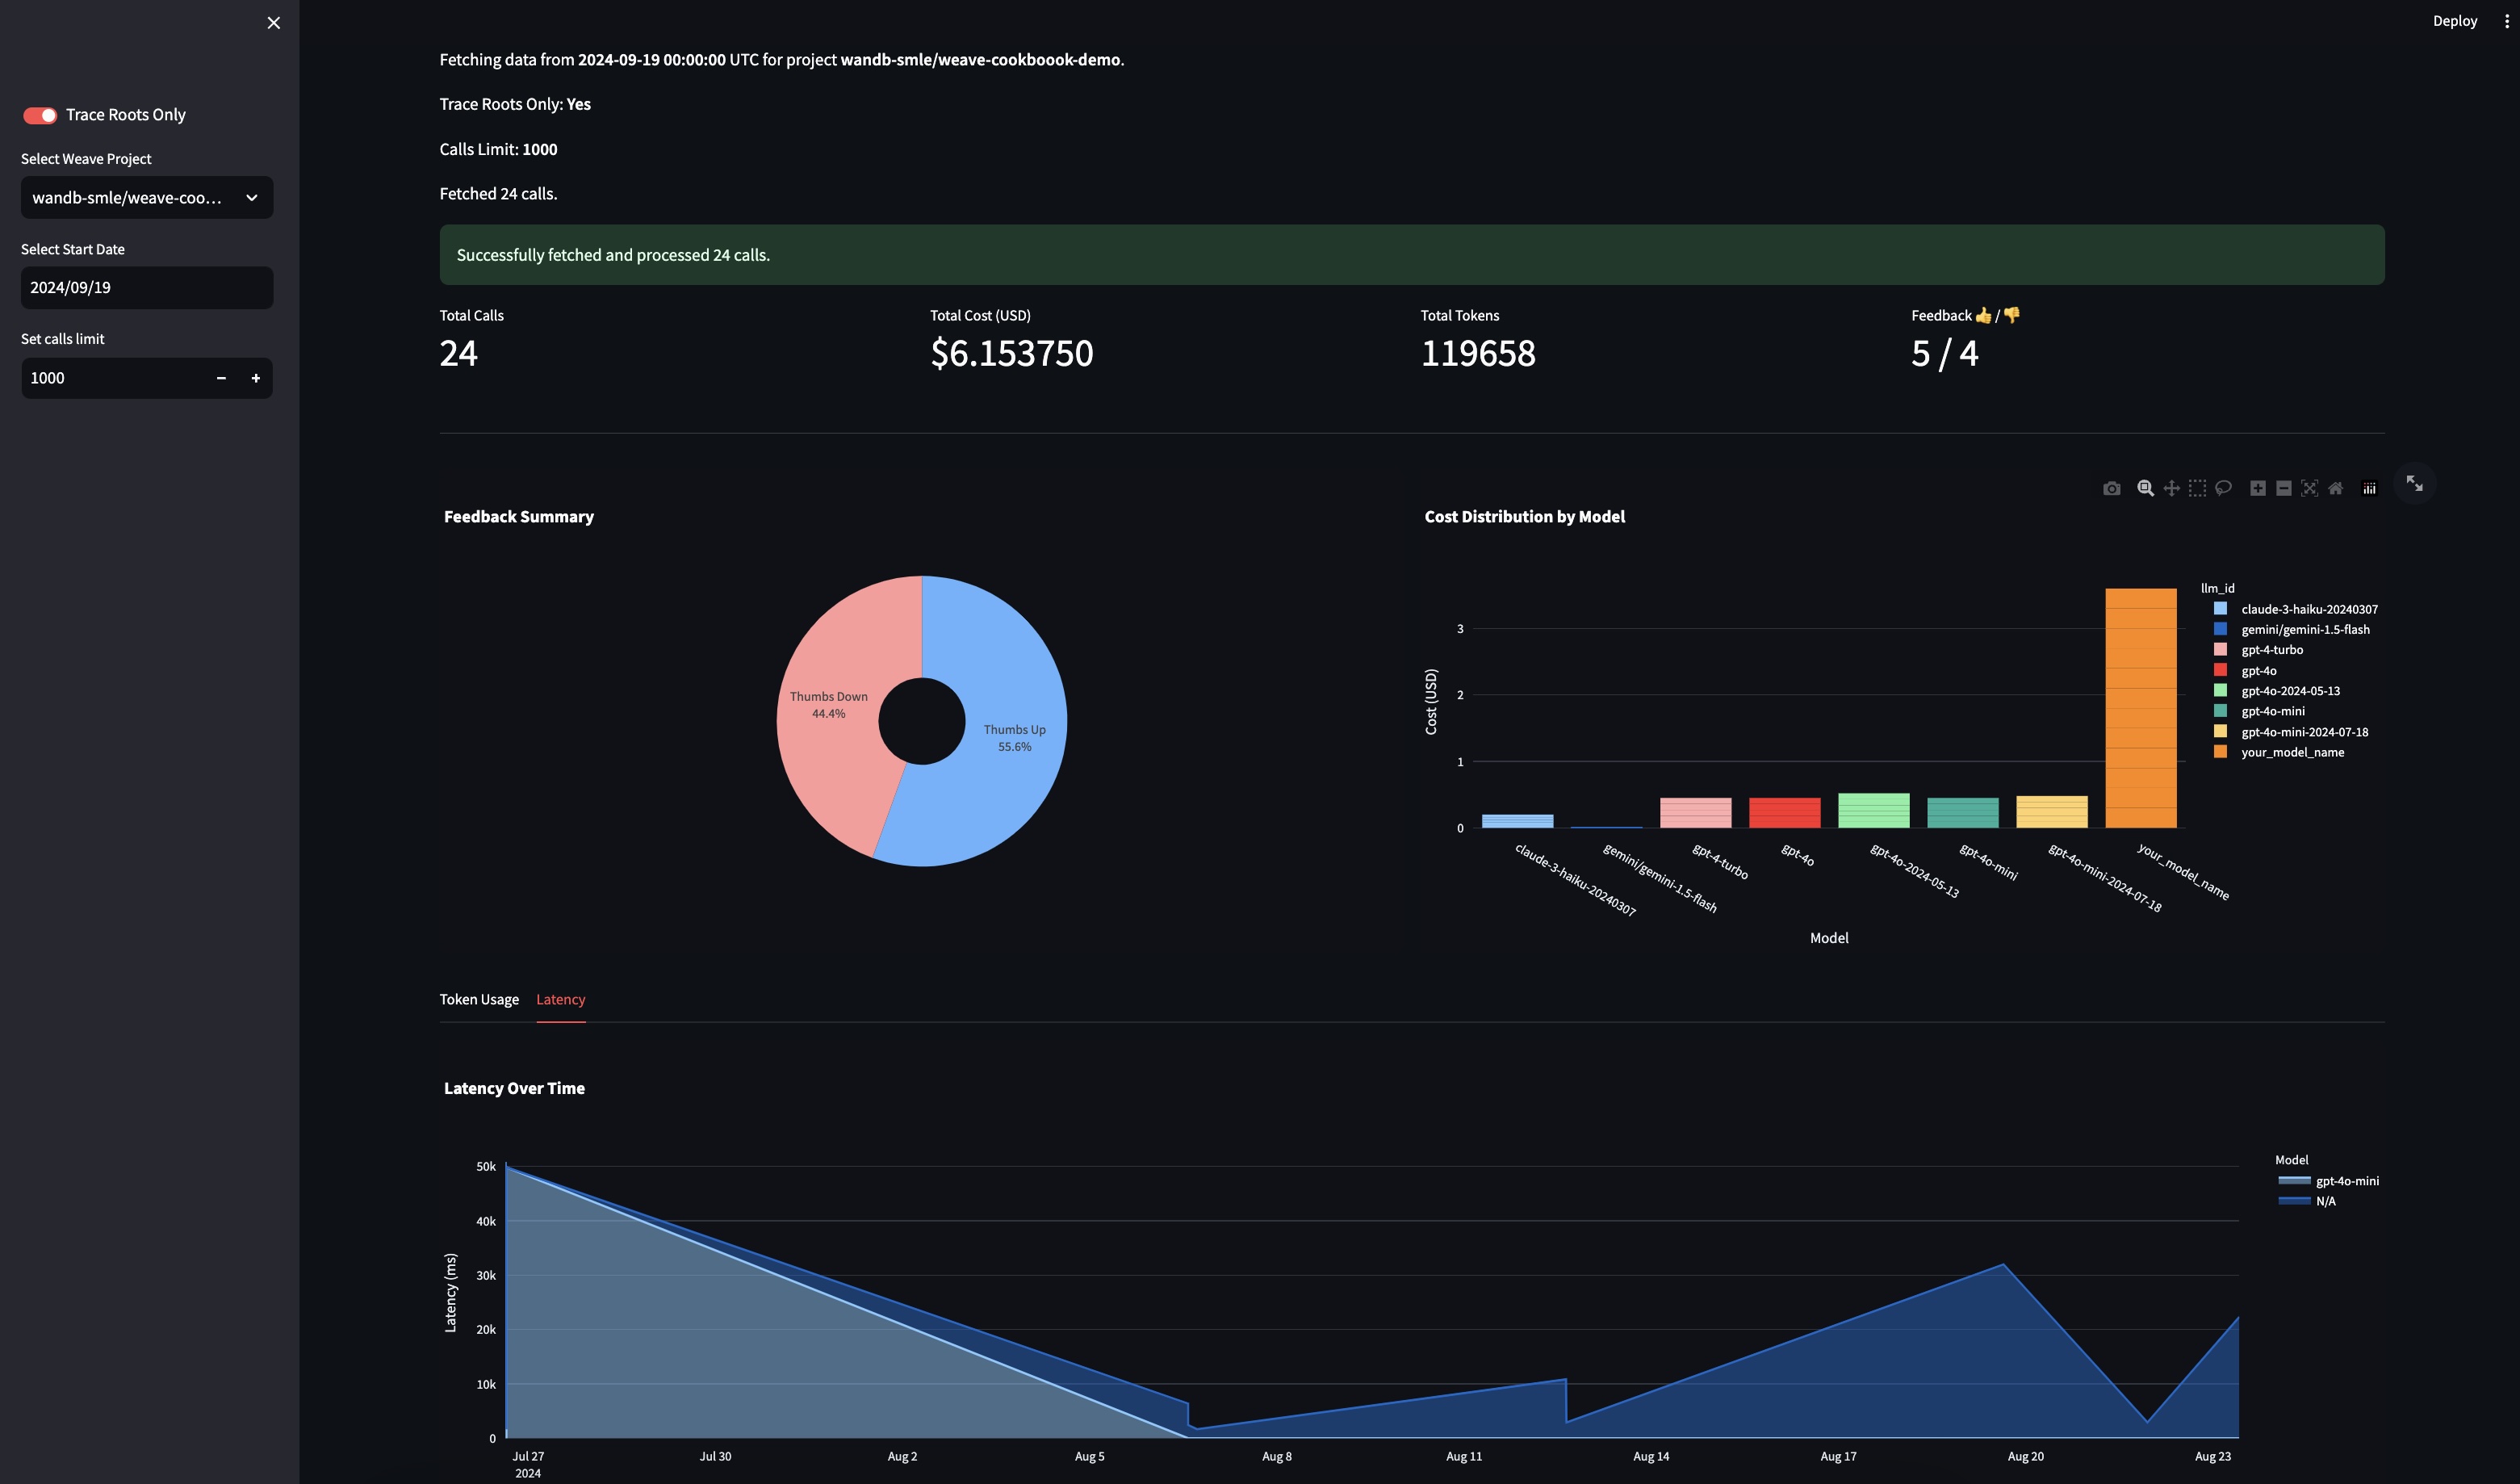 Deploy
Trace Roots Only
Select Weave Project
wandb-smle/weave-coo...
Select Start Date
2024/09/19
Set calls limit
1000
Fetching data from 2024-09-19 00:00:00 UTC for project wandb-smle/weave-cookboook-demo.
Trace Roots Only: Yes
Calls Limit: 1000
Fetched 24 calls.
Successfully fetched and processed 24 calls.
Total Calls
24
Total Cost (USD)
$6.153750
Total Tokens
119658
Feedback 👍/👎
5 / 4
Feedback Summary
Thumbs Down
44.4%
Thumbs Up
55.6%
Cost Distribution by Model
Cost (USD)
3
2
1
0
claude-3-haiku-20240307
gemini/gemini-1.5-flash
gpt-4-turbo
gpt-4o
gpt-4o-2024-05-13
gpt-4o-mini
gpt-4o-mini-2024-07-18
your_model_name
Model
llm_id
claude-3-haiku-20240307
gemini/gemini-1.5-flash
gpt-4-turbo
gpt-4o
gpt-4o-2024-05-13
gpt-4o-mini
gpt-4o-mini-2024-07-18
your_model_name
Token Usage Latency
Latency Over Time
Latency (ms)
50k
40k
30k
20k
10k
0
Jul 27
2024
Jul 30
Aug 2
Aug 5
Aug 8
Aug 11
Aug 14
Aug 17
Aug 20
Aug 23
Model
gpt-4o-mini
N/A